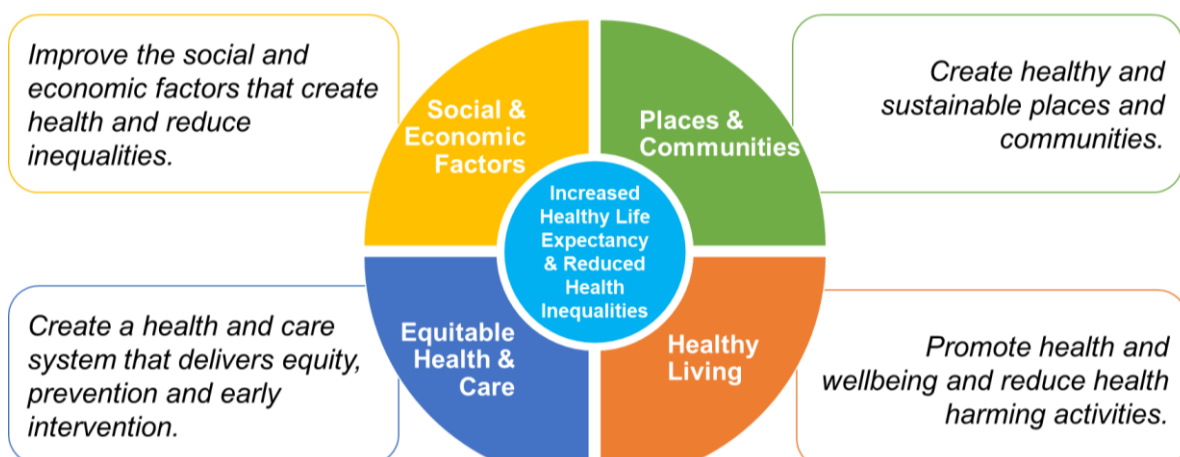 Improve the social and
economic factors that create
health and reduce
inequalities.
Social &
Economic
Factors
Places &
Communities
Create healthy and
sustainable places and
communities.
Increased
Healthy Life
Expectancy
& Reduced
Health
Inequalities
Create a health and care
system that delivers equity,
prevention and early
intervention.
Equitable
Health &
Care
Healthy
Living
Promote health and
wellbeing and reduce health
harming activities.